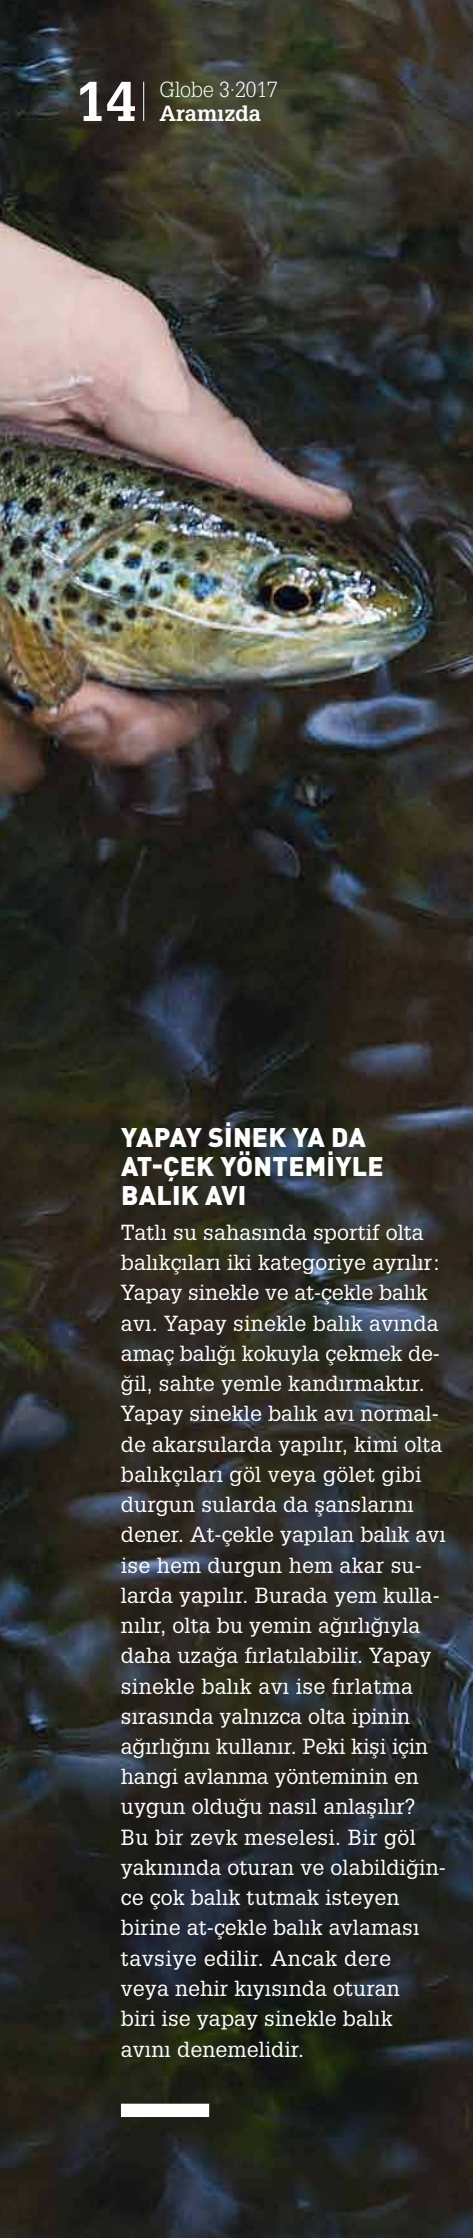 14
Globe 3·2017
Aramızda
YAPAY SİNEK YA DA
AT-ÇEK YÖNTEMİYLE
BALIK AVI
Tatlı su sahasında sportif olta
balıkçıları iki kategoriye ayrılır:
Yapay sinekle ve at-çekle balık
avı. Yapay sinekle balık avında
amaç balığı kokuyla çekmek de-
ğil, sahte yemle kandırmaktır.
Yapay sinekle balık avı normal-
de akarsularda yapılır, kimi olta
balıkçıları göl veya gölet gibi
durgun sularda da şanslarını
dener. At-çekle yapılan balık avı
ise hem durgun hem akar su-
larda yapılır. Burada yem kulla-
nılır, olta bu yemin ağırlığıyla
daha uzağa fırlatılabilir. Yapay
sinekle balık avı ise fırlatma
sırasında yalnızca olta ipinin
ağırlığını kullanır. Peki kişi için
hangi avlanma yönteminin en
uygun olduğu nasıl anlaşılır?
Bu bir zevk meselesi. Bir göl
yakınında oturan ve olabildiğin-
ce çok balık tutmak isteyen
birine at-çekle balık avlaması
tavsiye edilir. Ancak dere
veya nehir kıyısında oturan
biri ise yapay sinekle balık
avını denemelidir.